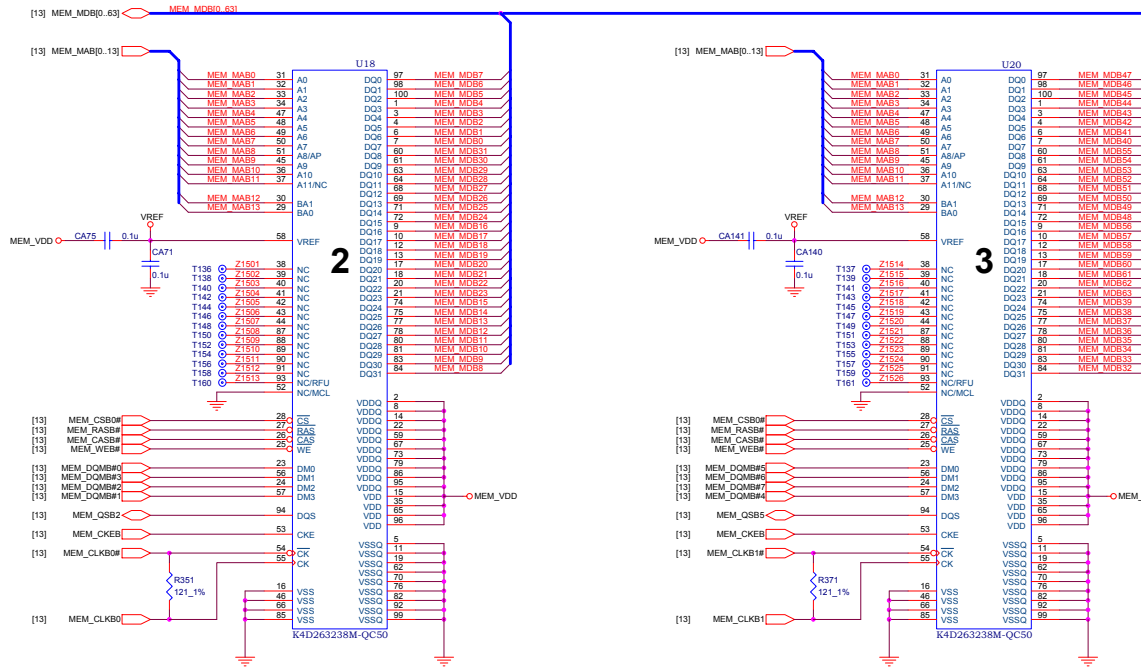 [13] MEM_MDB[0..63] MEM_MDB[0..63]
[13] MEM_MAB[0..13]
U18
MEM_MAB0 31 A0
MEM_MAB1 32 A1
MEM_MAB2 33 A2
MEM_MAB3 34 A3
MEM_MAB4 47 A4
MEM_MAB5 48 A5
MEM_MAB6 49 A6
MEM_MAB7 50 A7
MEM_MAB8 51 A8/AP
MEM_MAB9 45 A9
MEM_MAB10 36 A10
MEM_MAB11 37 A11/NC
MEM_MAB12 30 BA1
MEM_MAB13 29 BA0
VREF
MEM_VDD CA75 0.1u 58 VREF
CA71
0.1u
2
T136 Z1501 38 NC
T138 Z1502 39 NC
T140 Z1503 40 NC
T142 Z1504 41 NC
T144 Z1505 42 NC
T146 Z1506 43 NC
T148 Z1507 44 NC
T150 Z1508 87 NC
T152 Z1509 88 NC
T154 Z1510 89 NC
T156 Z1511 90 NC
T158 Z1512 91 NC
T160 Z1513 93 NC/RFU
52 NC/MCL
[13] MEM_CSB0# 28 CS
[13] MEM_RASB# 27 RAS
[13] MEM_CASB# 26 CAS
[13] MEM_WEB# 25 WE
[13] MEM_DQMB#0 23 DM0
[13] MEM_DQMB#3 56 DM1
[13] MEM_DQMB#2 24 DM2
[13] MEM_DQMB#1 57 DM3
[13] MEM_QSB2 94 DQS
[13] MEM_CKEB 53 CKE
[13] MEM_CLKB0# 54 CK
55 CK
R351
121_1%
[13] MEM_CLKB0
16 VSS
46 VSS
66 VSS
85 VSS
DQ0 97 MEM_MDB7
DQ1 98 MEM_MDB6
DQ2 100 MEM_MDB5
DQ3 1 MEM_MDB4
DQ4 3 MEM_MDB3
DQ5 4 MEM_MDB2
DQ6 6 MEM_MDB1
DQ7 7 MEM_MDB0
DQ8 60 MEM_MDB31
DQ9 61 MEM_MDB30
DQ10 63 MEM_MDB29
DQ11 64 MEM_MDB28
DQ12 68 MEM_MDB27
DQ13 69 MEM_MDB26
DQ14 71 MEM_MDB25
DQ15 72 MEM_MDB24
DQ16 9 MEM_MDB16
DQ17 10 MEM_MDB17
DQ18 12 MEM_MDB18
DQ19 13 MEM_MDB19
DQ20 17 MEM_MDB20
DQ21 18 MEM_MDB21
DQ22 20 MEM_MDB22
DQ23 21 MEM_MDB23
DQ24 74 MEM_MDB15
DQ25 75 MEM_MDB14
DQ26 77 MEM_MDB13
DQ27 78 MEM_MDB12
DQ28 80 MEM_MDB11
DQ29 81 MEM_MDB10
DQ30 83 MEM_MDB9
DQ31 84 MEM_MDB8
VDDQ 2
VDDQ 8
VDDQ 14
VDDQ 22
VDDQ 59
VDDQ 67
VDDQ 73
VDDQ 79
VDDQ 86
VDDQ 95
VDD 15 MEM_VDD
VDD 35
VDD 65
VDD 96
VSSQ 5
VSSQ 11
VSSQ 19
VSSQ 62
VSSQ 70
VSSQ 76
VSSQ 82
VSSQ 92
VSSQ 99
K4D263238M-QC50
[13] MEM_MAB[0..13]
U20
MEM_MAB0 31 A0
MEM_MAB1 32 A1
MEM_MAB2 33 A2
MEM_MAB3 34 A3
MEM_MAB4 47 A4
MEM_MAB5 48 A5
MEM_MAB6 49 A6
MEM_MAB7 50 A7
MEM_MAB8 51 A8/AP
MEM_MAB9 45 A9
MEM_MAB10 36 A10
MEM_MAB11 37 A11/NC
MEM_MAB12 30 BA1
MEM_MAB13 29 BA0
VREF
MEM_VDD CA141 0.1u 58 VREF
CA140
0.1u
3
T137 Z1514 38 NC
T139 Z1515 39 NC
T141 Z1516 40 NC
T143 Z1517 41 NC
T145 Z1518 42 NC
T147 Z1519 43 NC
T149 Z1520 44 NC
T151 Z1521 87 NC
T153 Z1522 88 NC
T155 Z1523 89 NC
T157 Z1524 90 NC
T159 Z1525 91 NC
T161 Z1526 93 NC/RFU
52 NC/MCL
[13] MEM_CSB0# 28 CS
[13] MEM_RASB# 27 RAS
[13] MEM_CASB# 26 CAS
[13] MEM_WEB# 25 WE
[13] MEM_DQMB#5 23 DM0
[13] MEM_DQMB#6 56 DM1
[13] MEM_DQMB#7 24 DM2
[13] MEM_DQMB#4 57 DM3
[13] MEM_QSB5 94 DQS
[13] MEM_CKEB 53 CKE
[13] MEM_CLKB1# 54 CK
55 CK
R371
121_1%
[13] MEM_CLKB1
16 VSS
46 VSS
66 VSS
85 VSS
DQ0 97 MEM_MDB47
DQ1 98 MEM_MDB46
DQ2 100 MEM_MDB45
DQ3 1 MEM_MDB44
DQ4 3 MEM_MDB43
DQ5 4 MEM_MDB42
DQ6 6 MEM_MDB41
DQ7 7 MEM_MDB40
DQ8 60 MEM_MDB55
DQ9 61 MEM_MDB54
DQ10 63 MEM_MDB53
DQ11 64 MEM_MDB52
DQ12 68 MEM_MDB51
DQ13 69 MEM_MDB50
DQ14 71 MEM_MDB49
DQ15 72 MEM_MDB48
DQ16 9 MEM_MDB56
DQ17 10 MEM_MDB57
DQ18 12 MEM_MDB58
DQ19 13 MEM_MDB59
DQ20 17 MEM_MDB60
DQ21 18 MEM_MDB61
DQ22 20 MEM_MDB62
DQ23 21 MEM_MDB63
DQ24 74 MEM_MDB39
DQ25 75 MEM_MDB38
DQ26 77 MEM_MDB37
DQ27 78 MEM_MDB36
DQ28 80 MEM_MDB35
DQ29 81 MEM_MDB34
DQ30 83 MEM_MDB33
DQ31 84 MEM_MDB32
VDDQ 2
VDDQ 8
VDDQ 14
VDDQ 22
VDDQ 59
VDDQ 67
VDDQ 73
VDDQ 79
VDDQ 86
VDDQ 95
VDD 15 MEM_
VDD 35
VDD 65
VDD 96
VSSQ 5
VSSQ 11
VSSQ 19
VSSQ 62
VSSQ 70
VSSQ 76
VSSQ 82
VSSQ 92
VSSQ 99
K4D263238M-QC50